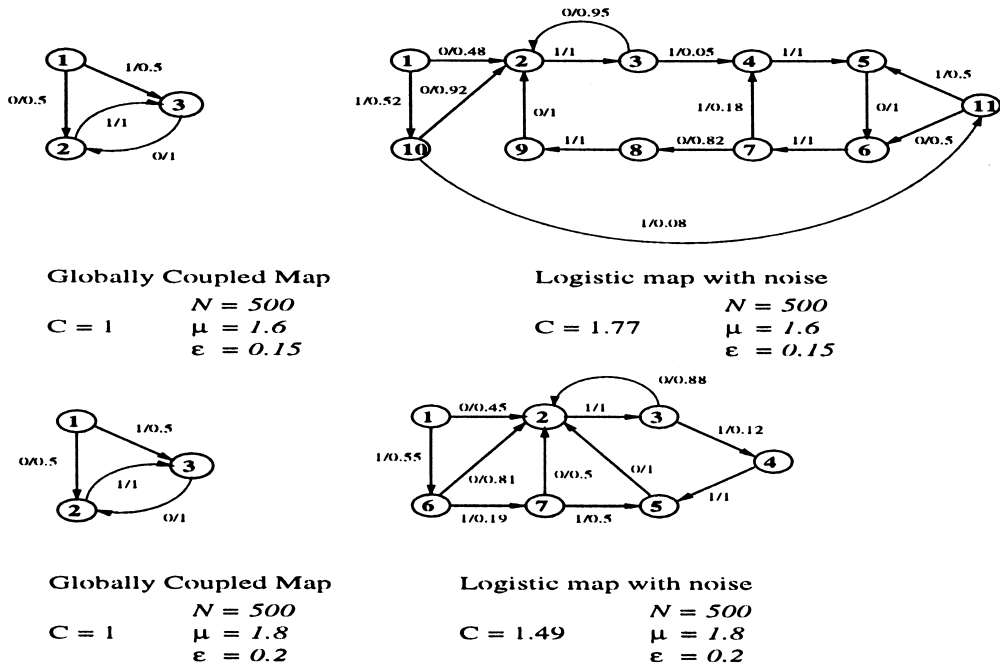 0/0.95
1 0/0.48 2 1/1 3 1/0.05 4 1/1 5
1 1/0.5
0/0.5 3
1/1
2 0/1
1/0.52 0/0.92 0/1 1/0.18 0/1 1/0.5 11
10 9 1/1 8 0/0.82 7 1/1 6 0/0.5
1/0.08
Globally Coupled Map
C = 1
N = 500
μ = 1.6
ε = 0.15
Logistic map with noise
C = 1.77
N = 500
μ = 1.6
ε = 0.15
1 1/0.5
0/0.5 3
1/1
2 0/1
0/0.88
1 0/0.45 2 1/1 3
1/0.12
1/0.55 0/0.81 0/0.5 0/1 4
1/1
6 1/0.19 7 1/0.5 5
Globally Coupled Map
C = 1
N = 500
μ = 1.8
ε = 0.2
Logistic map with noise
C = 1.49
N = 500
μ = 1.8
ε = 0.2